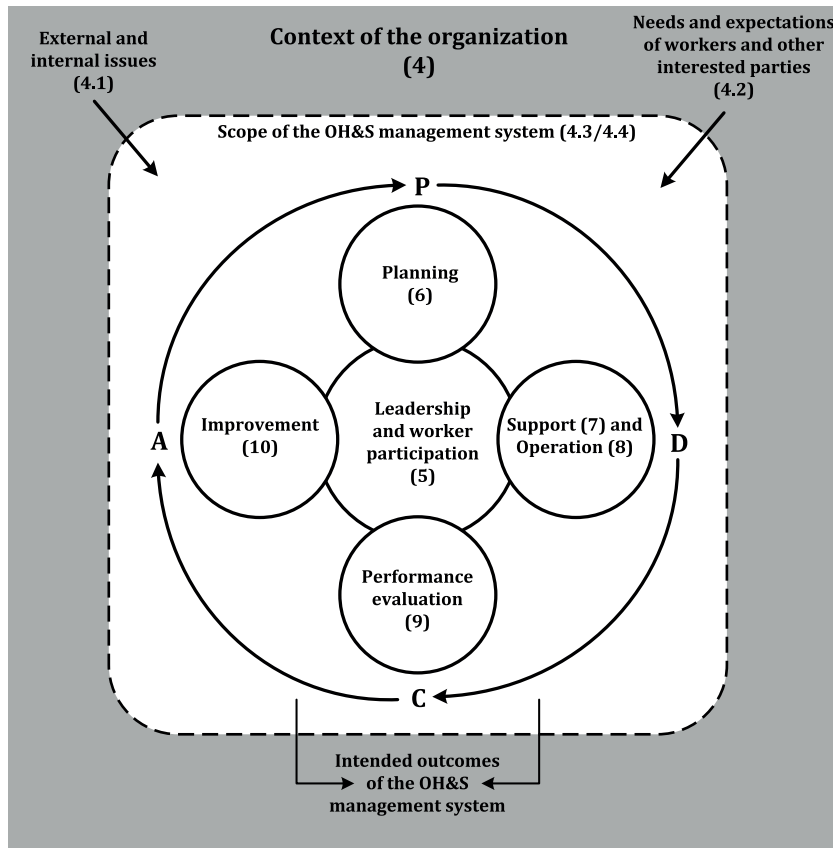 External and
internal issues
(4.1)
Context of the organization
(4)
Needs and expectations
of workers and other
interested parties
(4.2)
Scope of the OH&S management system (4.3/4.4)
P
Planning
(6)
A
Improvement
(10)
Leadership
and worker
participation
(5)
Support (7) and
Operation (8)
D
Performance
evaluation
(9)
C
Intended outcomes
of the OH&S
management system